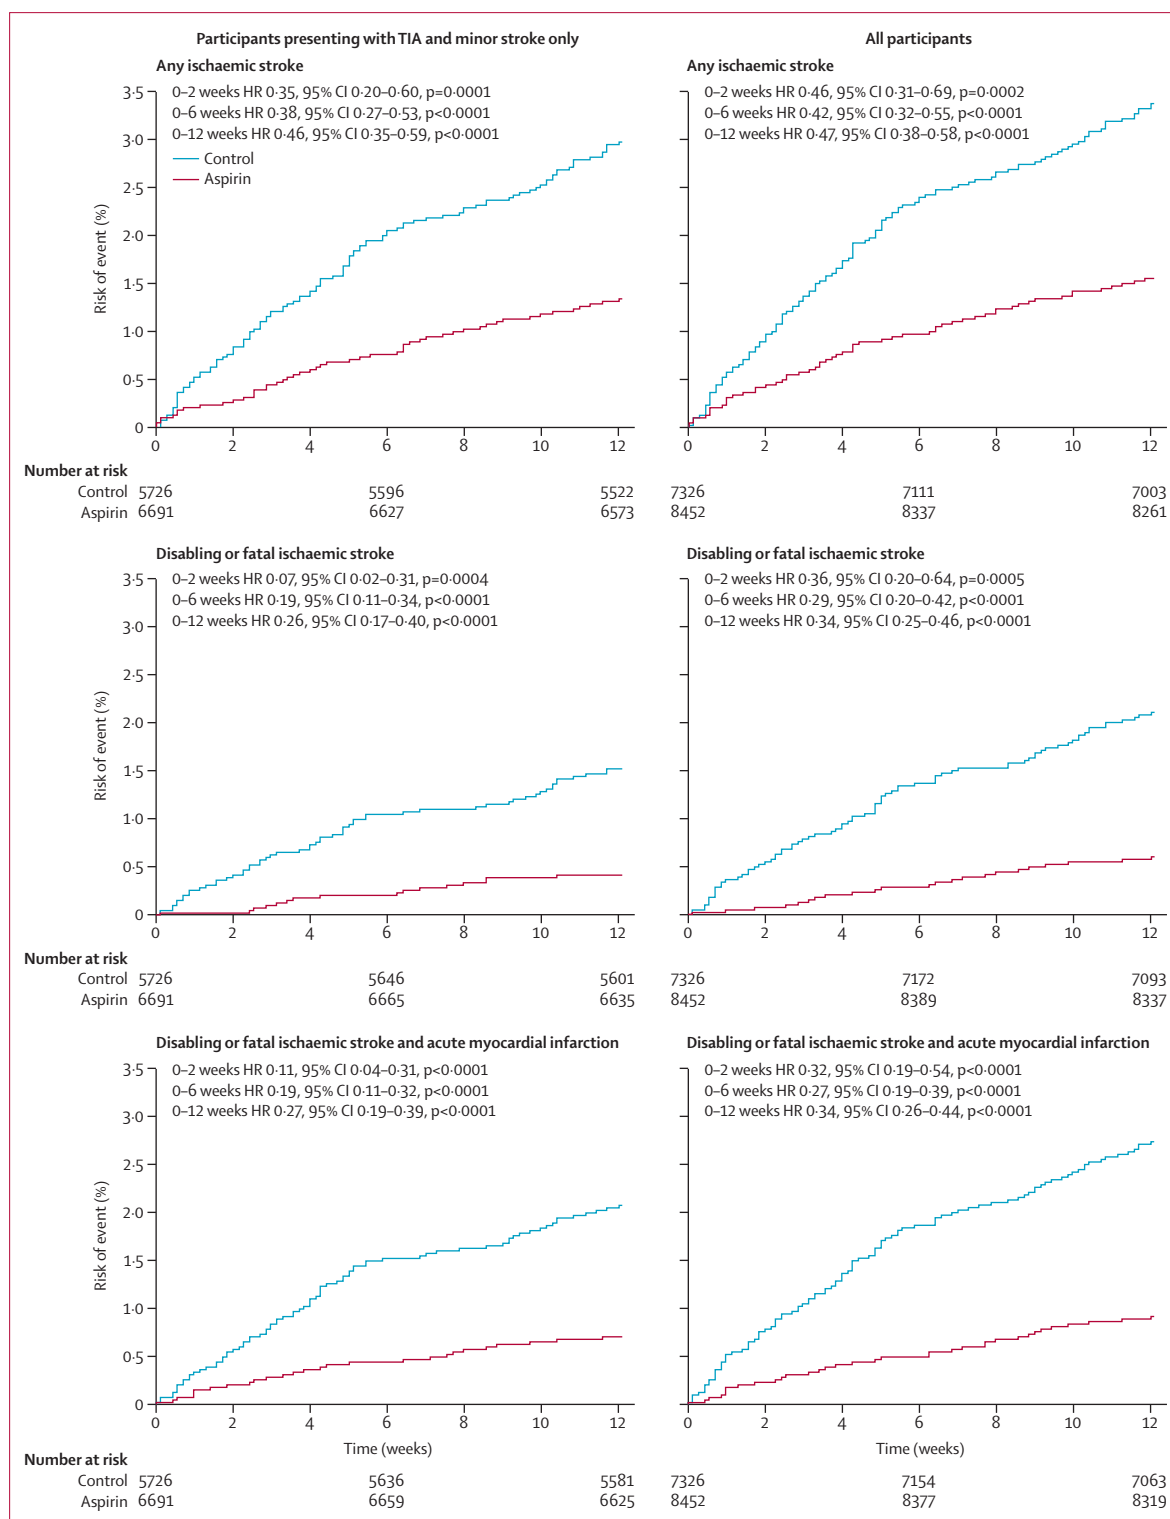 Participants presenting with TIA and minor stroke only
All participants
Any ischaemic stroke
0–2 weeks HR 0·35, 95% CI 0·20–0·60, p=0·0001
0–6 weeks HR 0·38, 95% CI 0·27–0·53, p<0·0001
0–12 weeks HR 0·46, 95% CI 0·35–0·59, p<0·0001
Control
Aspirin
3·5
3·0
2·5
2·0
1·5
1·0
0·5
0
Risk of event (%)
0 2 4 6 8 10 12
Any ischaemic stroke
0–2 weeks HR 0·46, 95% CI 0·31–0·69, p=0·0002
0–6 weeks HR 0·42, 95% CI 0·32–0·55, p<0·0001
0–12 weeks HR 0·47, 95% CI 0·38–0·58, p<0·0001
0 2 4 6 8 10 12
Number at risk
Control 5726 5596 5522 7326 7111 7003
Aspirin 6691 6627 6573 8452 8337 8261
Disabling or fatal ischaemic stroke
0–2 weeks HR 0·07, 95% CI 0·02–0·31, p=0·0004
0–6 weeks HR 0·19, 95% CI 0·11–0·34, p<0·0001
0–12 weeks HR 0·26, 95% CI 0·17–0·40, p<0·0001
3·5
3·0
2·5
2·0
1·5
1·0
0·5
0
Risk of event (%)
0 2 4 6 8 10 12
Disabling or fatal ischaemic stroke
0–2 weeks HR 0·36, 95% CI 0·20–0·64, p=0·0005
0–6 weeks HR 0·29, 95% CI 0·20–0·42, p<0·0001
0–12 weeks HR 0·34, 95% CI 0·25–0·46, p<0·0001
0 2 4 6 8 10 12
Number at risk
Control 5726 5646 5601 7326 7172 7093
Aspirin 6691 6665 6635 8452 8389 8337
Disabling or fatal ischaemic stroke and acute myocardial infarction
0–2 weeks HR 0·11, 95% CI 0·04–0·31, p<0·0001
0–6 weeks HR 0·19, 95% CI 0·11–0·32, p<0·0001
0–12 weeks HR 0·27, 95% CI 0·19–0·39, p<0·0001
3·5
3·0
2·5
2·0
1·5
1·0
0·5
0
Risk of event (%)
0 2 4 6 8 10 12
Time (weeks)
Disabling or fatal ischaemic stroke and acute myocardial infarction
0–2 weeks HR 0·32, 95% CI 0·19–0·54, p<0·0001
0–6 weeks HR 0·27, 95% CI 0·19–0·39, p<0·0001
0–12 weeks HR 0·34, 95% CI 0·26–0·44, p<0·0001
0 2 4 6 8 10 12
Time (weeks)
Number at risk
Control 5726 5636 5581 7326 7154 7063
Aspirin 6691 6659 6625 8452 8377 8319